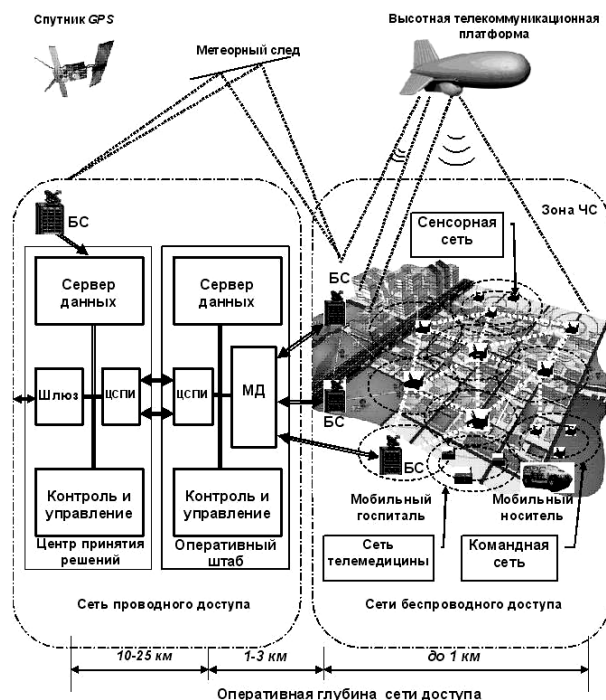 Спутник GPS
Высотная телекоммуникационная
платформа
Метеорный след
Зона ЧС
БС
Сенсорная
сеть
БС
Сервер
данных
Сервер
данных
Шлюз
ЦСПИ
ЦСПИ
МД
БС
БС
Контроль и
управление
Контроль и
управление
Мобильный
госпиталь
Мобильный
носитель
Центр принятия
решений
Оперативный
штаб
Сеть
телемедицины
Командная
сеть
Сеть проводного доступа
Сети беспроводного доступа
10-25 км
1-3 км
до 1 км
Оперативная глубина сети доступа